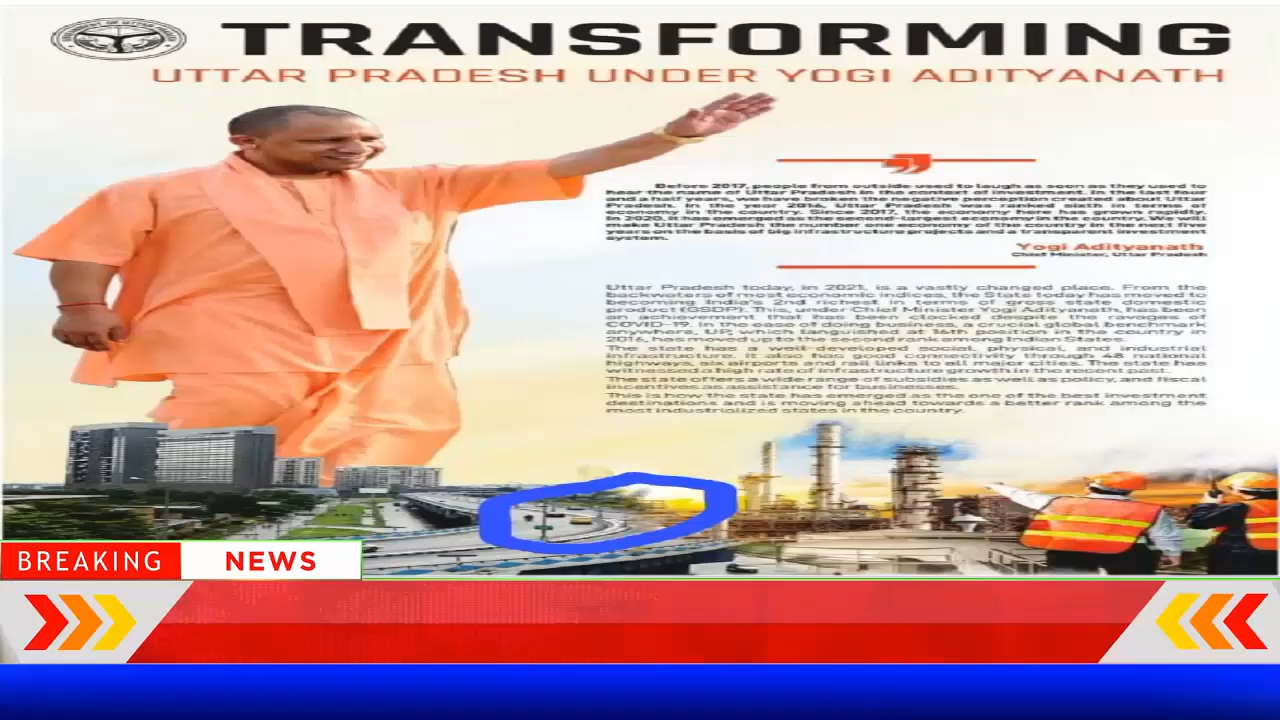 TRANSFORMING
UTTAR PRADESH UNDER YOGI ADITYANATH
Before 2017, people from outside used to laugh as soon as they used to
hear the name of Uttar Pradesh in the context of investment. In the last four
and a half years, we have broken the negative perception created about Uttar
Pradesh. In the year 2016, Uttar Pradesh was ranked sixth in terms of
economy in the country. Since 2017, the economy here has grown rapidly.
In 2020, it has emerged as the second-largest economy in the country. We will
make Uttar Pradesh the number one economy of the country in the next five
years on the basis of big infrastructure projects and a transparent investment
system.
Yogi Adityanath
Chief Minister, Uttar Pradesh
Uttar Pradesh today, in 2021, is a vastly changed place. From the
backwaters of most economic indices, the State today has moved to
becoming India's 2nd richest in terms of gross state domestic
product (GSDP). This, under Chief Minister Yogi Adityanath, has been
an achievement that has been clocked despite the ravages of
COVID-19. In the ease of doing business, a crucial global benchmark
anywhere, UP, which languished at 16th position in the country in
2016, has moved up to the second rank among Indian States.
The state has a well-developed social, physical, and industrial
infrastructure. It also has good connectivity through 48 national
highways, six airports and rail links to all major cities. The state has
witnessed a high rate of infrastructure growth in the recent past.
The state offers a wide range of subsidies as well as policy, and fiscal
incentives as assistance for businesses.
This is how the state has emerged as the one of the best investment
destinations and is moving ahead towards a better rank among the
most industrialized states in the country.
BREAKING NEWS